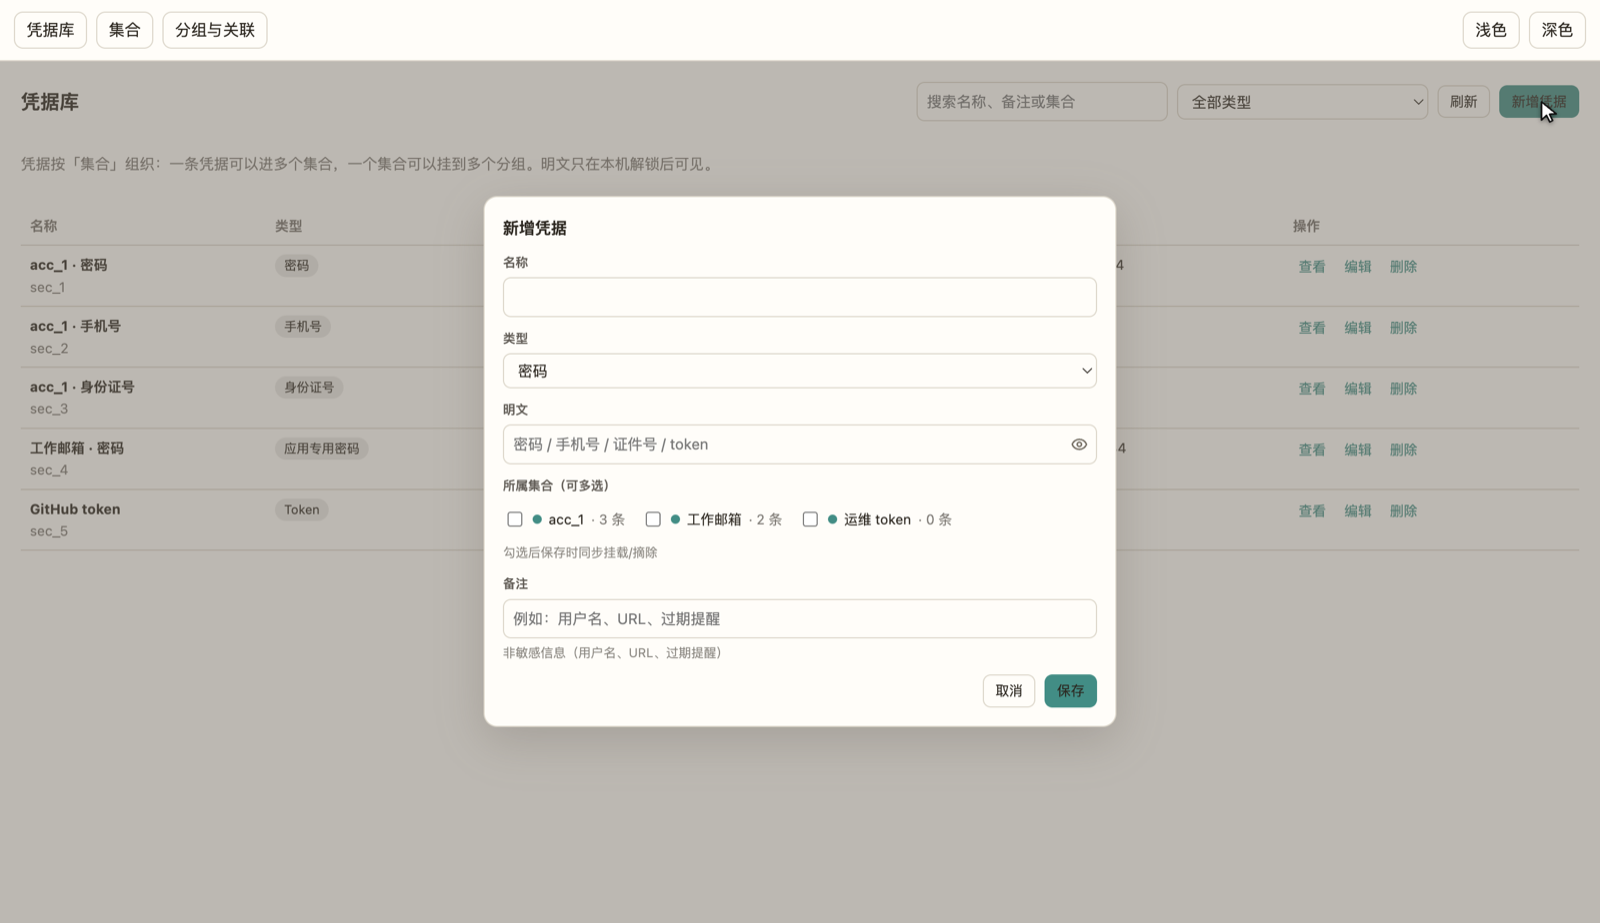 凭据库 集合 分组与关联 浅色 深色
凭据库 搜索名称、备注或集合 全部类型 刷新 新增凭据
凭据按「集合」组织：一条凭据可以进多个集合，一个集合可以挂到多个分组。明文只在本机解锁后可见。
名称 类型 操作
acc_1 · 密码 密码 4 查看 编辑 删除
sec_1
acc_1 · 手机号 手机号 查看 编辑 删除
sec_2
acc_1 · 身份证号 身份证号 查看 编辑 删除
sec_3
工作邮箱 · 密码 应用专用密码 4 查看 编辑 删除
sec_4
GitHub token Token 查看 编辑 删除
sec_5
新增凭据
名称
类型
密码
明文
密码 / 手机号 / 证件号 / token
所属集合（可多选）
acc_1 · 3 条 工作邮箱 · 2 条 运维 token · 0 条
勾选后保存时同步挂载/摘除
备注
例如：用户名、URL、过期提醒
非敏感信息（用户名、URL、过期提醒）
取消 保存